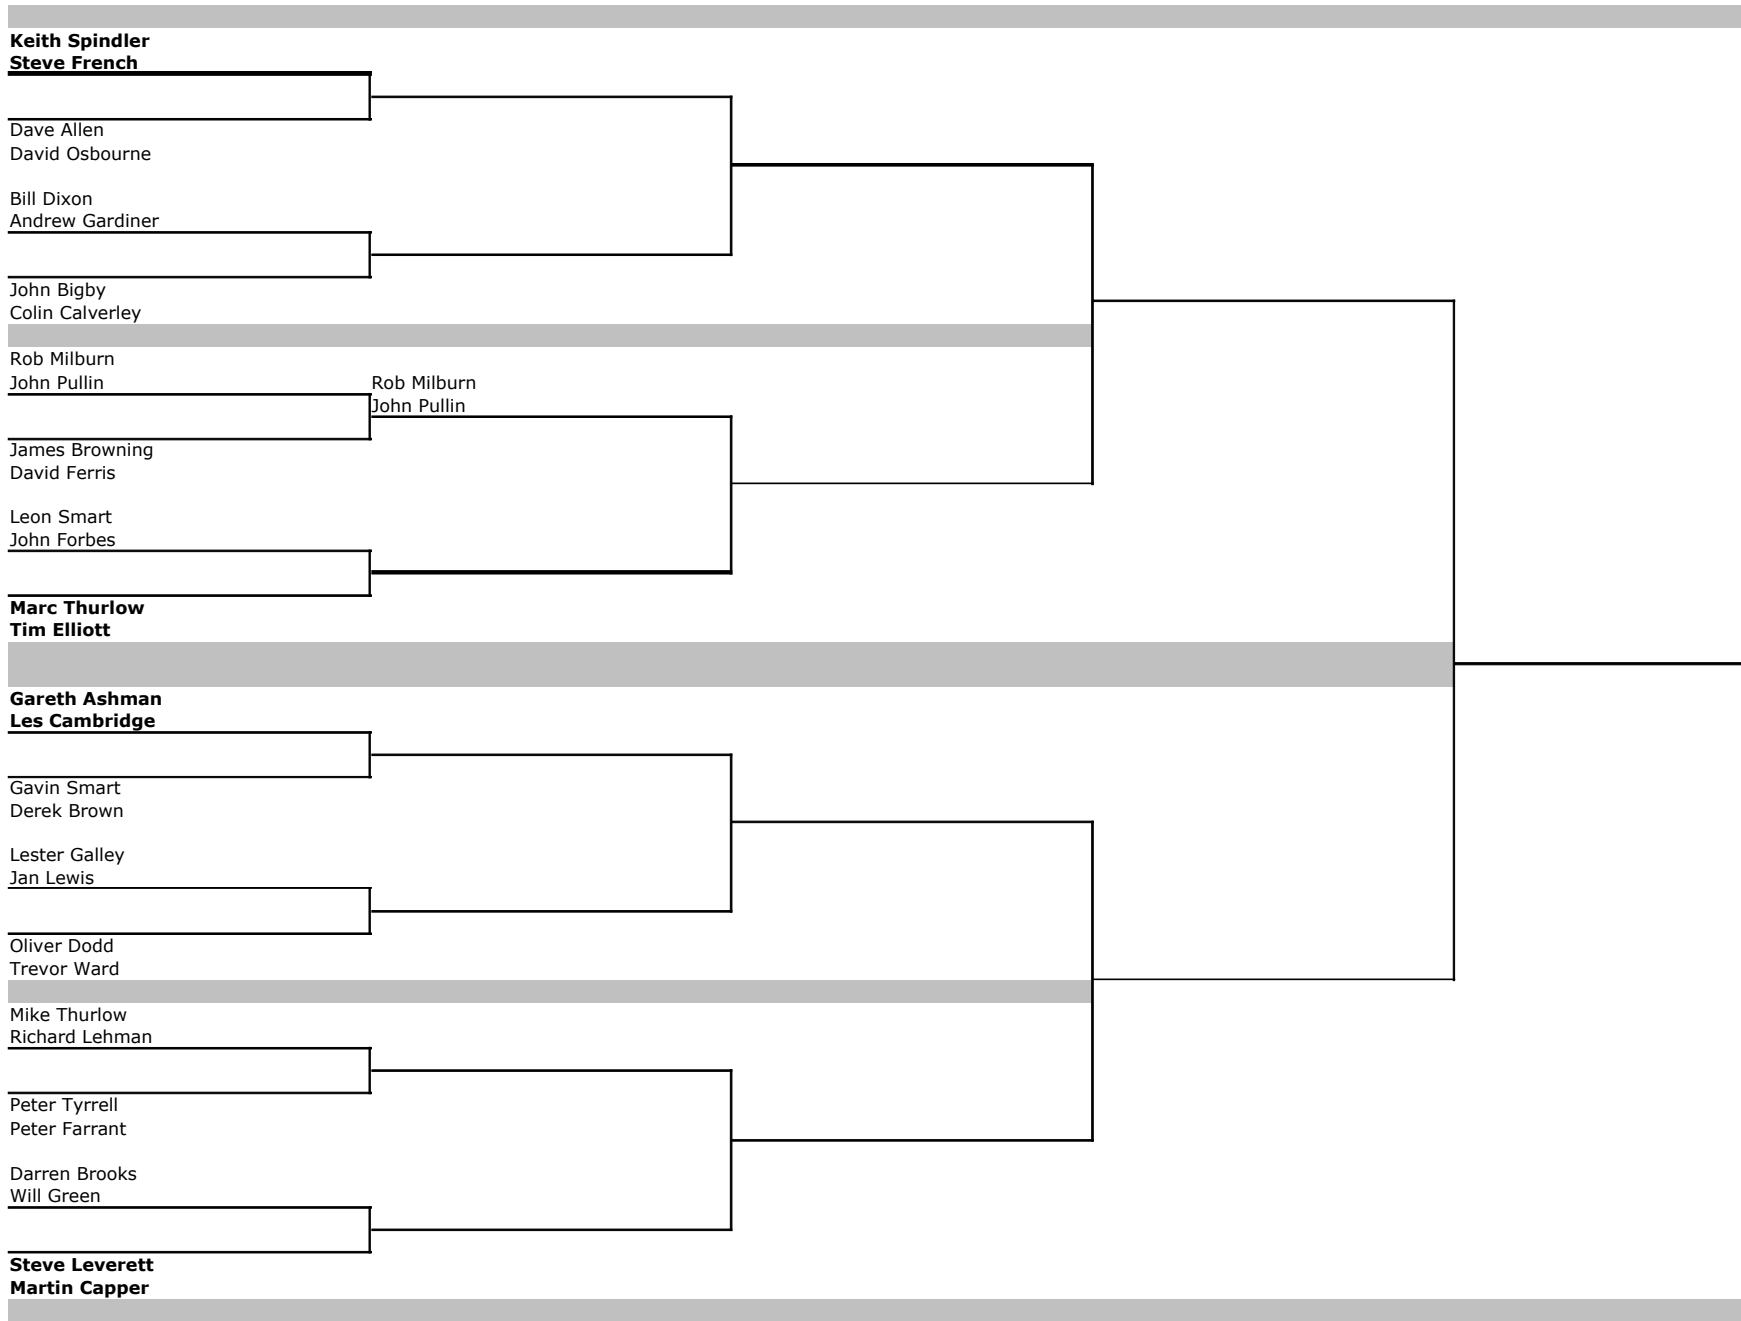 Keith Spindler
Steve French
Dave Allen
David Osbourne
Bill Dixon
Andrew Gardiner
John Bigby
Colin Calverley
Rob Milburn
John Pullin
Rob Milburn
John Pullin
James Browning
David Ferris
Leon Smart
John Forbes
Marc Thurlow
Tim Elliott
Gareth Ashman
Les Cambridge
Gavin Smart
Derek Brown
Lester Galley
Jan Lewis
Oliver Dodd
Trevor Ward
Mike Thurlow
Richard Lehman
Peter Tyrrell
Peter Farrant
Darren Brooks
Will Green
Steve Leverett
Martin Capper